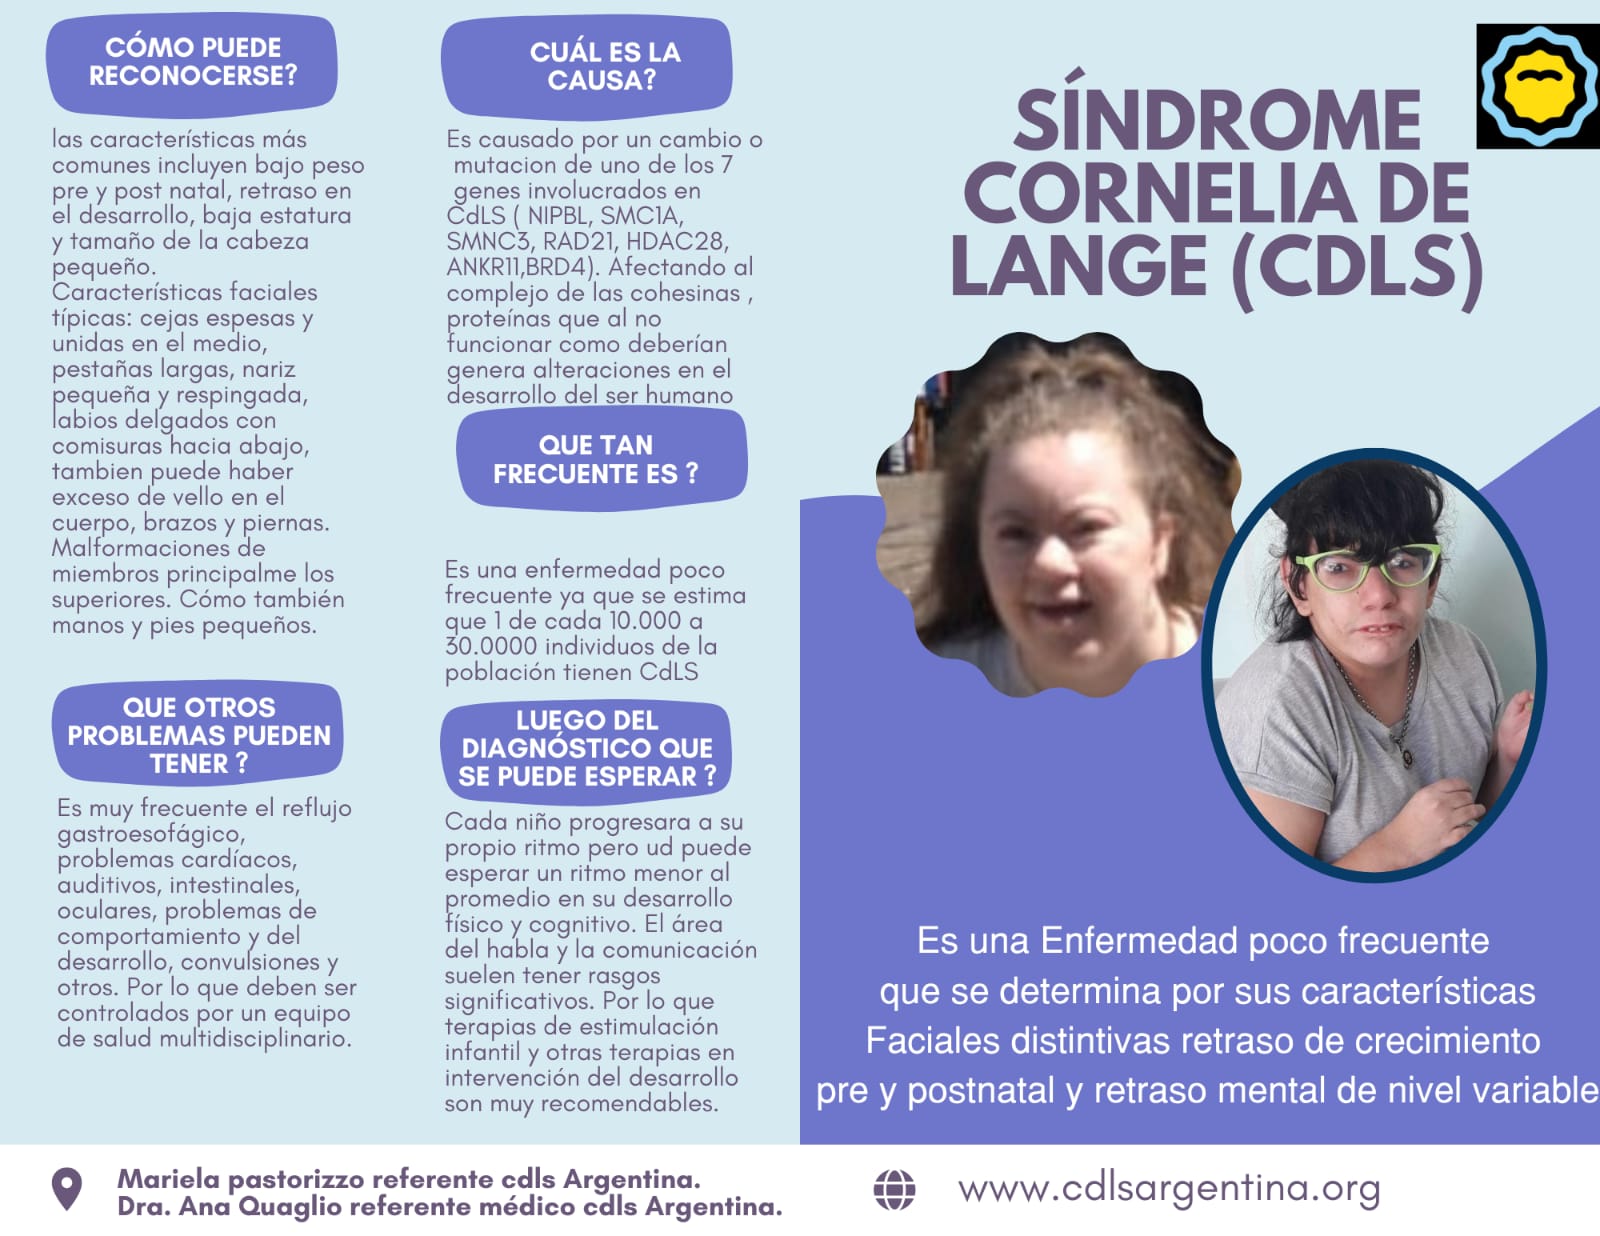 CÓMO PUEDE
RECONOCERSE?
las características más
comunes incluyen bajo peso
pre y post natal, retraso en
el desarrollo, baja estatura
y tamaño de la cabeza
pequeño.
Características faciales
típicas: cejas espesas y
unidas en el medio,
pestañas largas, nariz
pequeña y respingada,
labios delgados con
comisuras hacia abajo,
tambien puede haber
exceso de vello en el
cuerpo, brazos y piernas.
Malformaciones de
miembros principalme los
superiores. Cómo también
manos y pies pequeños.
QUE OTROS
PROBLEMAS PUEDEN
TENER ?
Es muy frecuente el reflujo
gastroesofágico,
problemas cardíacos,
auditivos, intestinales,
oculares, problemas de
comportamiento y del
desarrollo, convulsiones y
otros. Por lo que deben ser
controlados por un equipo
de salud multidisciplinario.
CUÁL ES LA
CAUSA?
Es causado por un cambio o
mutacion de uno de los 7
genes involucrados en
CdLS ( NIPBL, SMC1A,
SMNC3, RAD21, HDAC28,
ANKR11,BRD4). Afectando al
complejo de las cohesinas ,
proteínas que al no
funcionar como deberían
genera alteraciones en el
desarrollo del ser humano
QUE TAN
FRECUENTE ES ?
Es una enfermedad poco
frecuente ya que se estima
que 1 de cada 10.000 a
30.0000 individuos de la
población tienen CdLS
LUEGO DEL
DIAGNÓSTICO QUE
SE PUEDE ESPERAR ?
Cada niño progresara a su
propio ritmo pero ud puede
esperar un ritmo menor al
promedio en su desarrollo
físico y cognitivo. El área
del habla y la comunicación
suelen tener rasgos
significativos. Por lo que
terapias de estimulación
infantil y otras terapias en
intervención del desarrollo
son muy recomendables.
SÍNDROME
CORNELIA DE
LANGE (CDLS)
Es una Enfermedad poco frecuente
que se determina por sus características
Faciales distintivas retraso de crecimiento
pre y postnatal y retraso mental de nivel variable
Mariela pastorizzo referente cdls Argentina.
Dra. Ana Quaglio referente médico cdls Argentina.
www.cdlsargentina.org